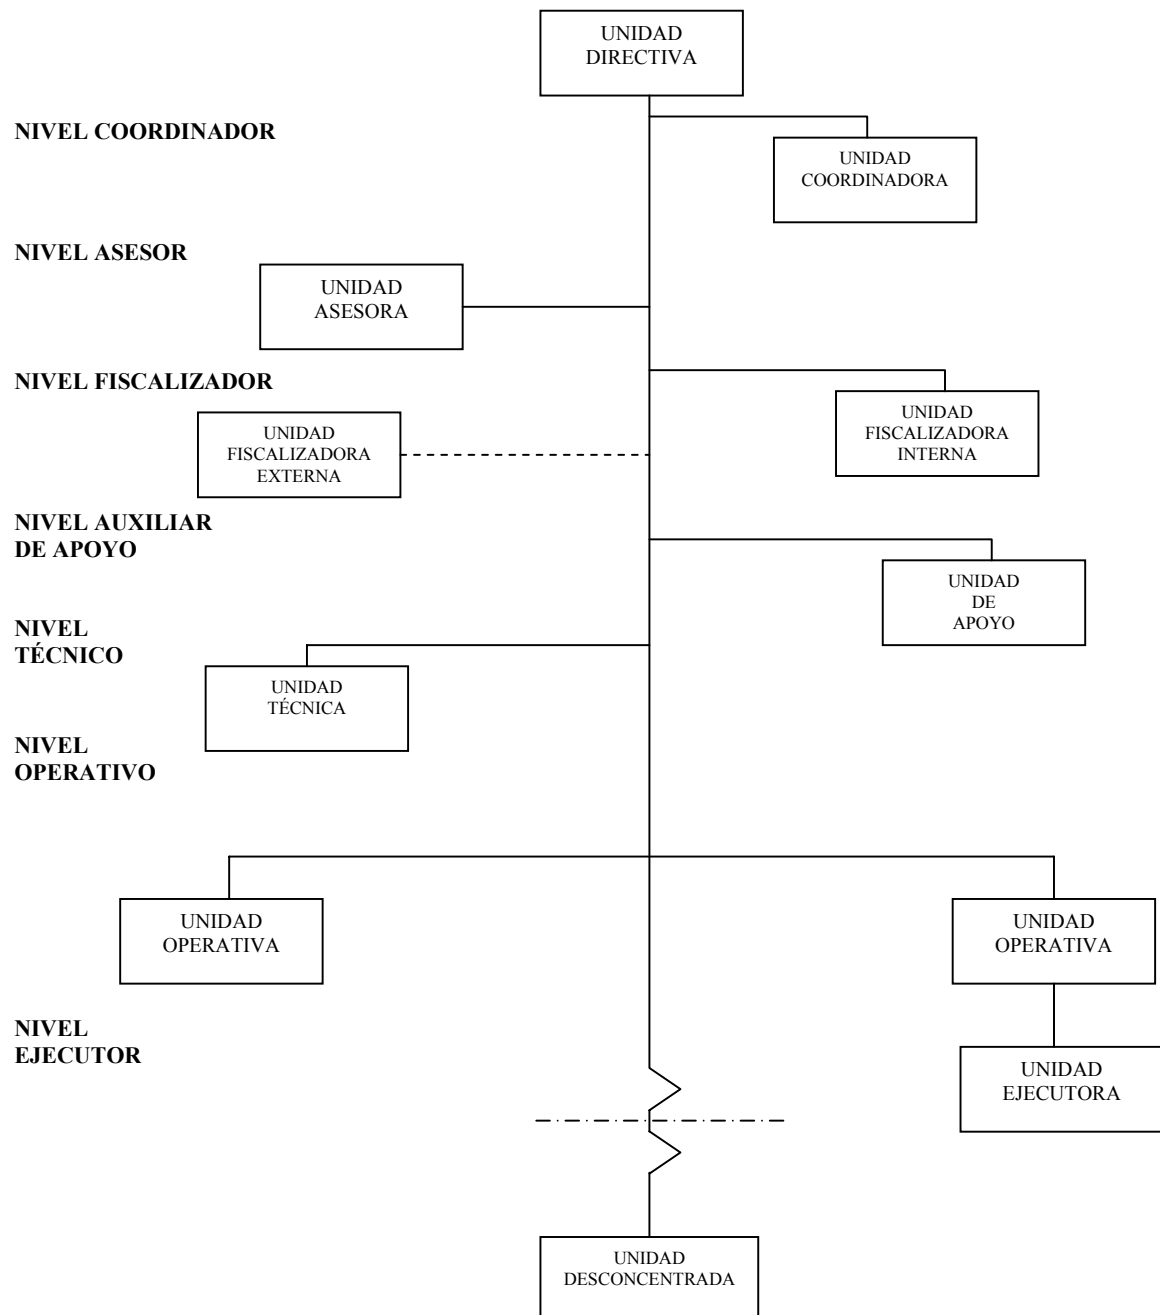 UNIDAD
DIRECTIVA
NIVEL COORDINADOR
UNIDAD
COORDINADORA
NIVEL ASESOR
UNIDAD
ASESORA
NIVEL FISCALIZADOR
UNIDAD
FISCALIZADORA
INTERNA
UNIDAD
FISCALIZADORA
EXTERNA
NIVEL AUXILIAR
DE APOYO
UNIDAD
DE
APOYO
NIVEL
TÉCNICO
UNIDAD
TÉCNICA
NIVEL
OPERATIVO
UNIDAD
OPERATIVA
UNIDAD
OPERATIVA
NIVEL
EJECUTOR
UNIDAD
EJECUTORA
UNIDAD
DESCONCENTRADA